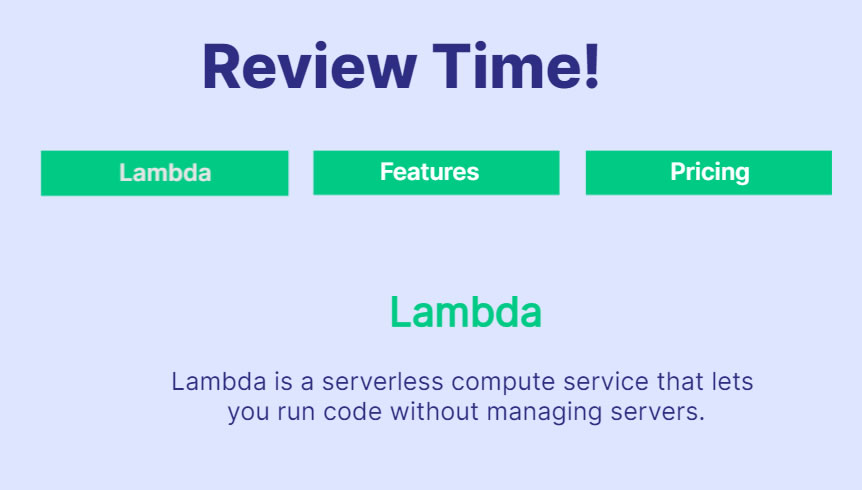 Review Time!
Lambda
Features
Pricing
Lambda
Lambda is a serverless compute service that lets
you run code without managing servers.